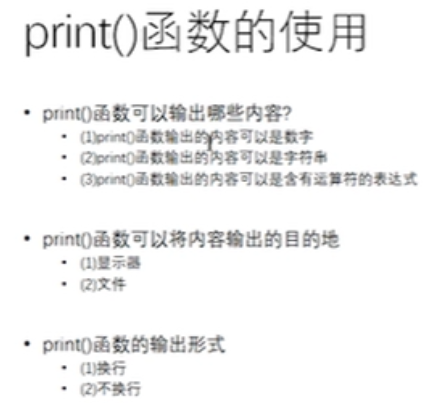 print()函数的使用
• print()函数可以输出哪些内容?
• (1)print()函数输出的内容可以是数字
• (2)print()函数输出的内容可以是字符串
• (3)print()函数输出的内容可以是含有运算符的表达式
• print()函数可以将内容输出的目的地
• (1)显示器
• (2)文件
• print()函数的输出形式
• (1)换行
• (2)不换行